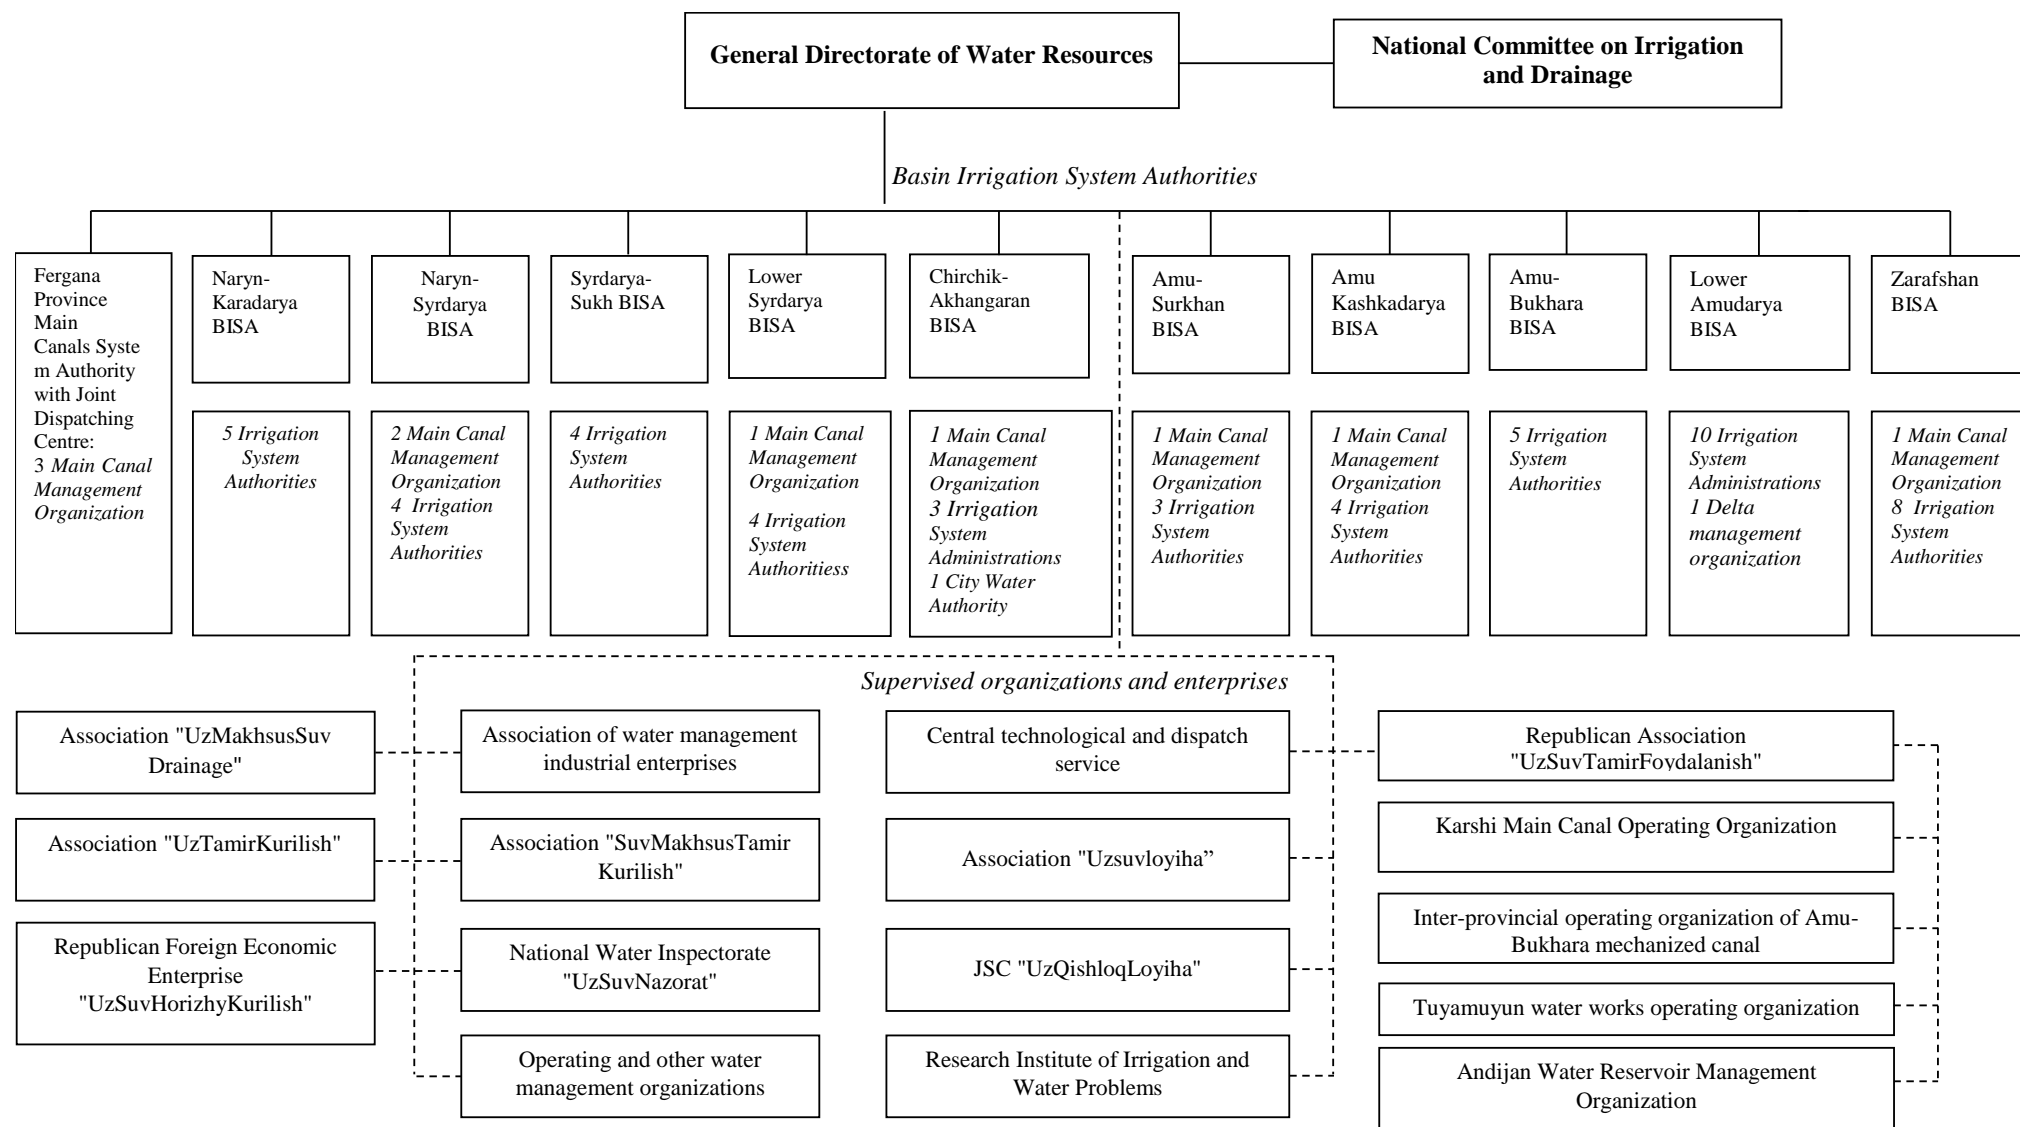 General Directorate of Water Resources
National Committee on Irrigation
and Drainage
Basin Irrigation System Authorities
Fergana
Province
Main
Canals Syste
m Authority
with Joint
Dispatching
Centre:
3 Main Canal
Management
Organization
Naryn-
Karadarya
BISA
Naryn-
Syrdarya
BISA
Syrdarya-
Sukh BISA
Lower
Syrdarya
BISA
Chirchik-
Akhangaran
BISA
Amu-
Surkhan
BISA
Amu
Kashkadarya
BISA
Amu-
Bukhara
BISA
Lower
Amudarya
BISA
Zarafshan
BISA
5 Irrigation
System
Authorities
2 Main Canal
Management
Organization
4 Irrigation
System
Authorities
4 Irrigation
System
Authorities
1 Main Canal
Management
Organization
4 Irrigation
System
Authoritiess
1 Main Canal
Management
Organization
3 Irrigation
System
Administrations
1 City Water
Authority
1 Main Canal
Management
Organization
3 Irrigation
System
Authorities
1 Main Canal
Management
Organization
4 Irrigation
System
Authorities
5 Irrigation
System
Authorities
10 Irrigation
System
Administrations
1 Delta
management
organization
1 Main Canal
Management
Organization
8 Irrigation
System
Authorities
Supervised organizations and enterprises
Association "UzMakhsusSuv
Drainage"
Association of water management
industrial enterprises
Central technological and dispatch
service
Republican Association
"UzSuvTamirFoydalanish"
Association "UzTamirKurilish"
Association "SuvMakhsusTamir
Kurilish"
Association "Uzsuvloyiha”
Karshi Main Canal Operating Organization
Republican Foreign Economic
Enterprise
"UzSuvHorizhyKurilish"
National Water Inspectorate
"UzSuvNazorat"
JSC "UzQishloqLoyiha"
Inter-provincial operating organization of Amu-
Bukhara mechanized canal
Tuyamuyun water works operating organization
Operating and other water
management organizations
Research Institute of Irrigation and
Water Problems
Andijan Water Reservoir Management
Organization